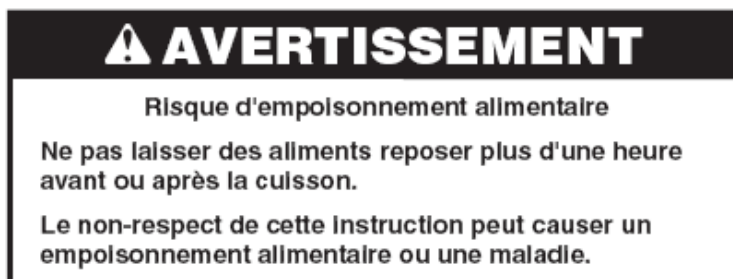 AVERTISSEMENT
Risque d'empoisonnement alimentaire
Ne pas laisser des aliments reposer plus d'une heure
avant ou après la cuisson.
Le non-respect de cette instruction peut causer un
empoisonnement alimentaire ou une maladie.